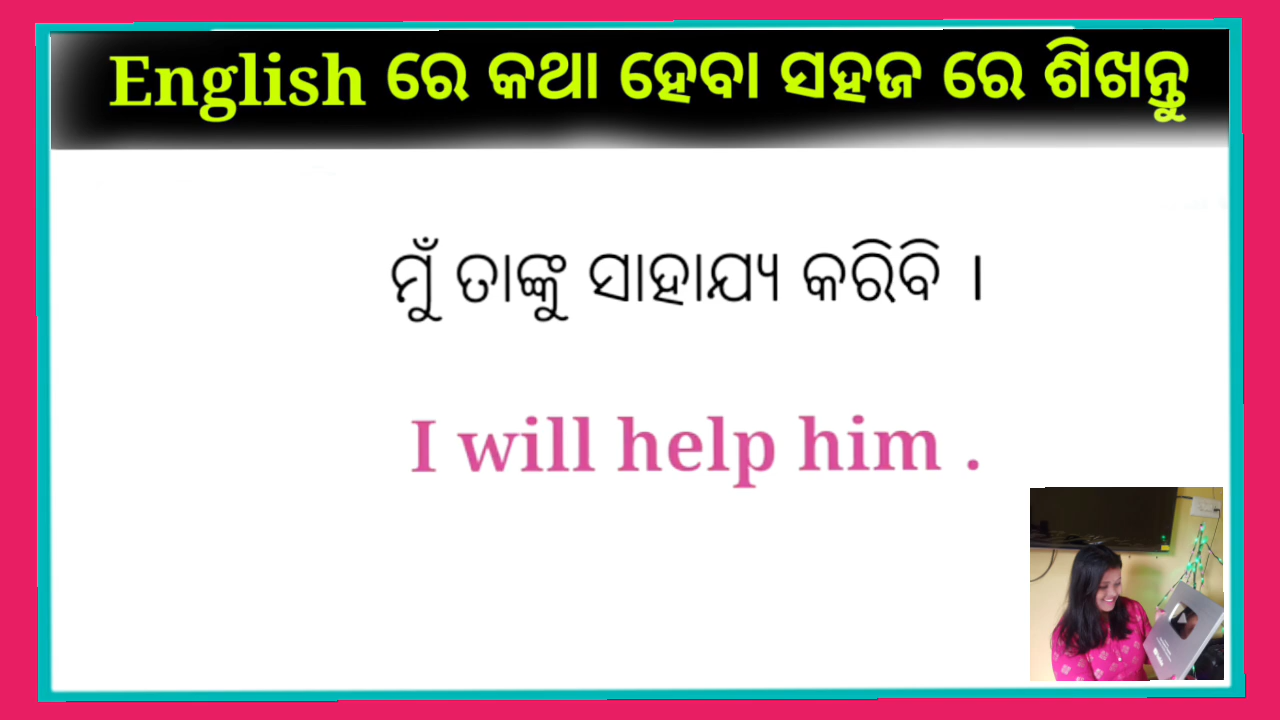 English ରେ କଥା ହେବା ସହଜ ରେ ଶିଖନ୍ତୁ
ମୁଁ ତାଙ୍କୁ ସାହାଯ୍ୟ କରିବି ।
I will help him .